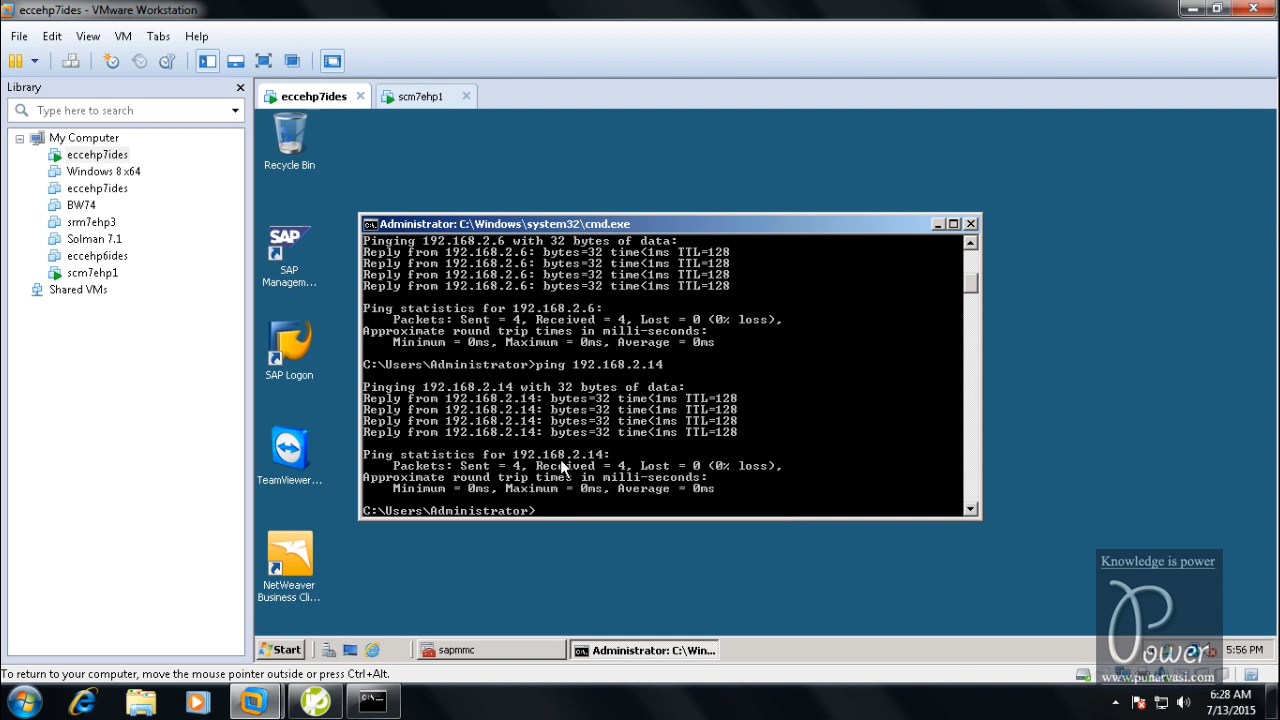 eccehp7ides - VMware Workstation
File Edit View VM Tabs Help
Library
Type here to search
My Computer
eccehp7ides
Windows 8 x64
eccehp7ides
BW74
srm7ehp3
Solman 7.1
eccehp6ides
scm7ehp1
Shared VMs
eccehp7ides
scm7ehp1
Recycle Bin
SAP
SAP
Managem...
SAP Logon
TeamViewer...
NetWeaver
Business Cli...
Administrator: C:\Windows\system32\cmd.exe
Pinging 192.168.2.6 with 32 bytes of data:
Reply from 192.168.2.6: bytes=32 time<1ms TTL=128
Reply from 192.168.2.6: bytes=32 time<1ms TTL=128
Reply from 192.168.2.6: bytes=32 time<1ms TTL=128
Reply from 192.168.2.6: bytes=32 time<1ms TTL=128
Ping statistics for 192.168.2.6:
Packets: Sent = 4, Received = 4, Lost = 0 (0% loss),
Approximate round trip times in milli-seconds:
Minimum = 0ms, Maximum = 0ms, Average = 0ms
C:\Users\Administrator>ping 192.168.2.14
Pinging 192.168.2.14 with 32 bytes of data:
Reply from 192.168.2.14: bytes=32 time<1ms TTL=128
Reply from 192.168.2.14: bytes=32 time<1ms TTL=128
Reply from 192.168.2.14: bytes=32 time<1ms TTL=128
Reply from 192.168.2.14: bytes=32 time<1ms TTL=128
Ping statistics for 192.168.2.14:
Packets: Sent = 4, Received = 4, Lost = 0 (0% loss),
Approximate round trip times in milli-seconds:
Minimum = 0ms, Maximum = 0ms, Average = 0ms
C:\Users\Administrator>
Knowledge is power
Power
www.punarvasi.com
Start
sapmmc
Administrator: C:\Win...
5:56 PM
To return to your computer, move the mouse pointer outside or press Ctrl+Alt.
6:28 AM
7/13/2015